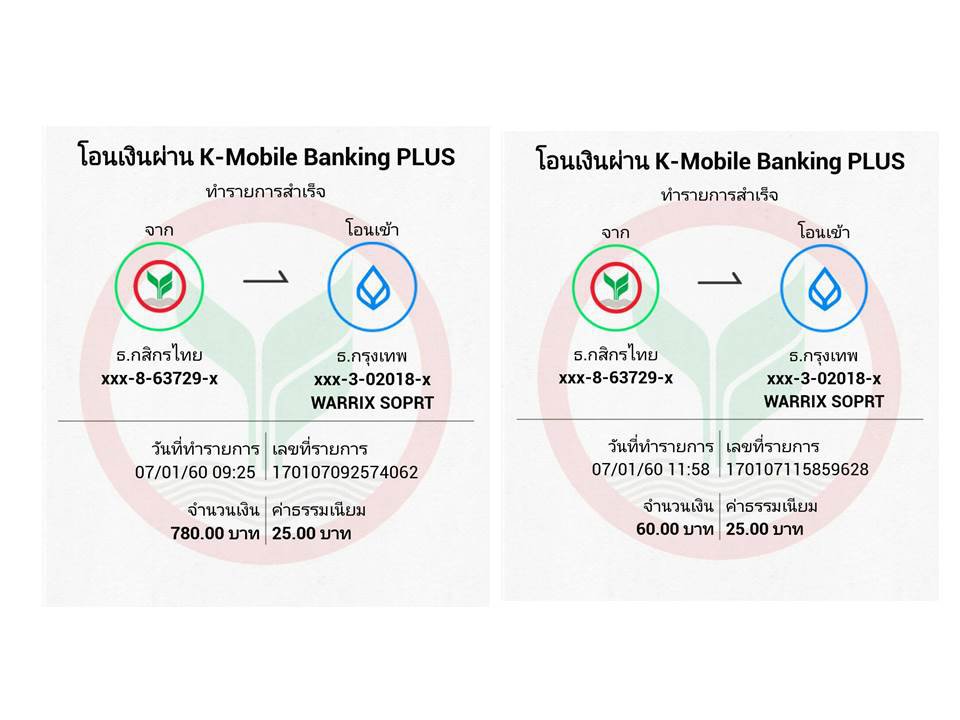 โอนเงินผ่าน K-Mobile Banking PLUS
ทำรายการสำเร็จ
จาก
โอนเข้า
ธ.กสิกรไทย
xxx-8-63729-x
ธ.กรุงเทพ
xxx-3-02018-x
WARRIX SOPRT
วันที่ทำรายการ
07/01/60 09:25
เลขที่รายการ
170107092574062
จำนวนเงิน
780.00 บาท
ค่าธรรมเนียม
25.00 บาท
โอนเงินผ่าน K-Mobile Banking PLUS
ทำรายการสำเร็จ
จาก
โอนเข้า
ธ.กสิกรไทย
xxx-8-63729-x
ธ.กรุงเทพ
xxx-3-02018-x
WARRIX SOPRT
วันที่ทำรายการ
07/01/60 11:58
เลขที่รายการ
170107115859628
จำนวนเงิน
60.00 บาท
ค่าธรรมเนียม
25.00 บาท